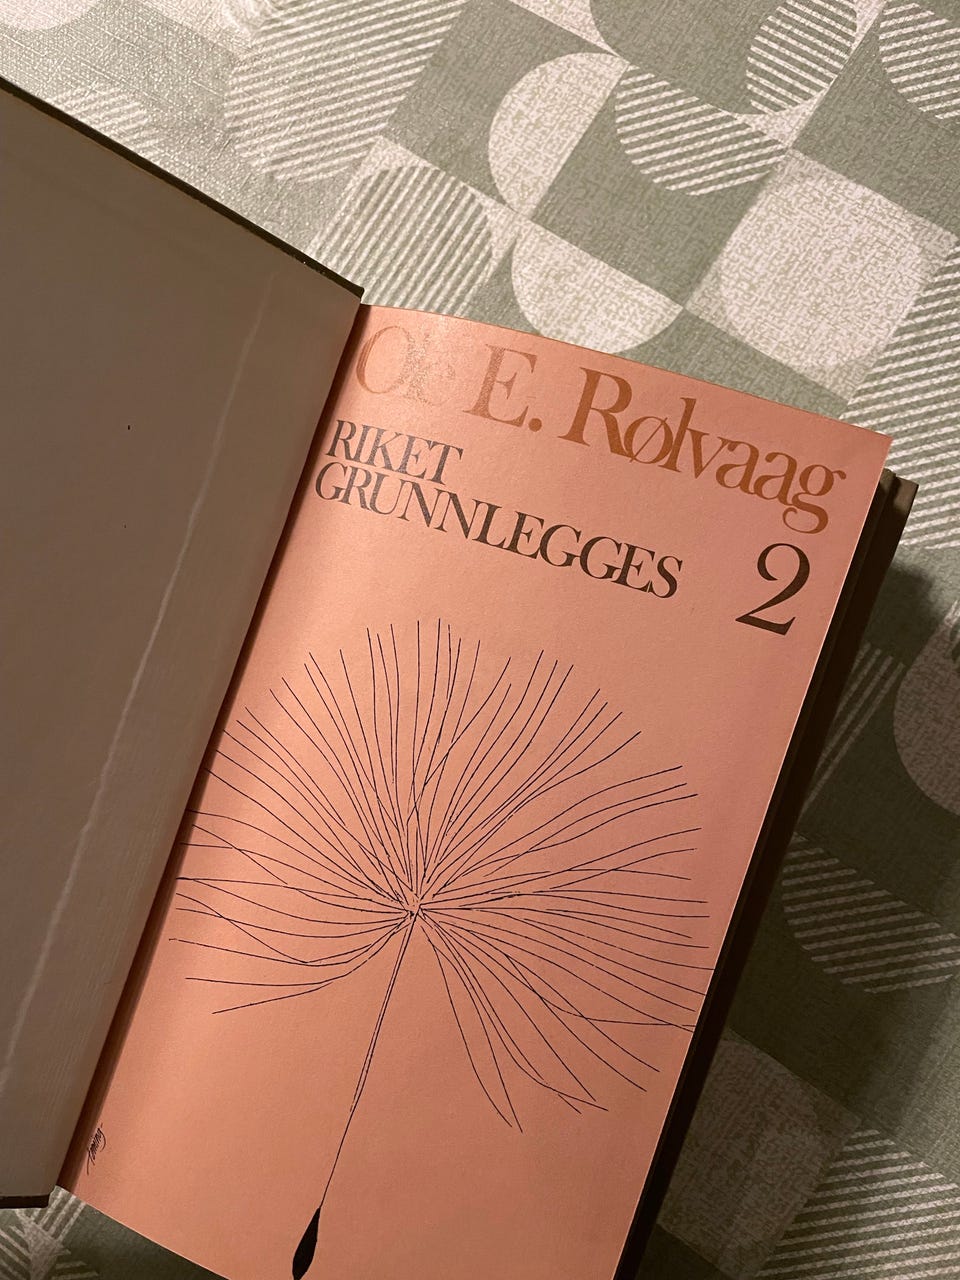 Ole E. Rølvaag
RIKET
GRUNNLEGGES
2